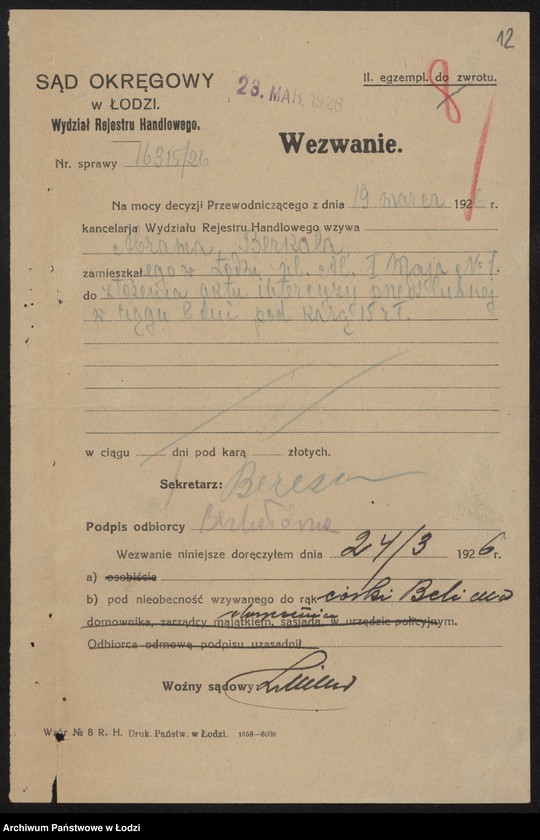 12
SĄD OKRĘGOWY
w ŁODZI.
Wydział Rejestru Handlowego.
23. MAR. 1926
II. egzempl. do zwrotu.
8
Wezwanie.
Nr. sprawy 16315/26
Na mocy decyzji Przewodniczącego z dnia 19 marca 1926 r.
kancelarja Wydziału Rejestru Handlowego wzywa
Abrama, Berkala
zamieszkałego w Łodzi, ul. Al. I Maja № 1.
do złożenia aktu intercyzy przedślubnej
w ciągu 8 dni pod karą 15 zł.
w ciągu dni pod karą złotych.
Sekretarz:
Podpis odbiorcy
Wezwanie niniejsze doręczyłem dnia 24/3 1926 r.
a) osobiście
b) pod nieobecność wzywanego do rąk córki
domownika, zarządcy majątkiem, sąsiada, w urzędzie policyjnym.
Odbiorca odmowę podpisu uzasadnił
Woźny sądowy:
Wzór № 8 R. H. Druk. Państw. w Łodzi. 1658—6000
Archiwum Państwowe w Łodzi